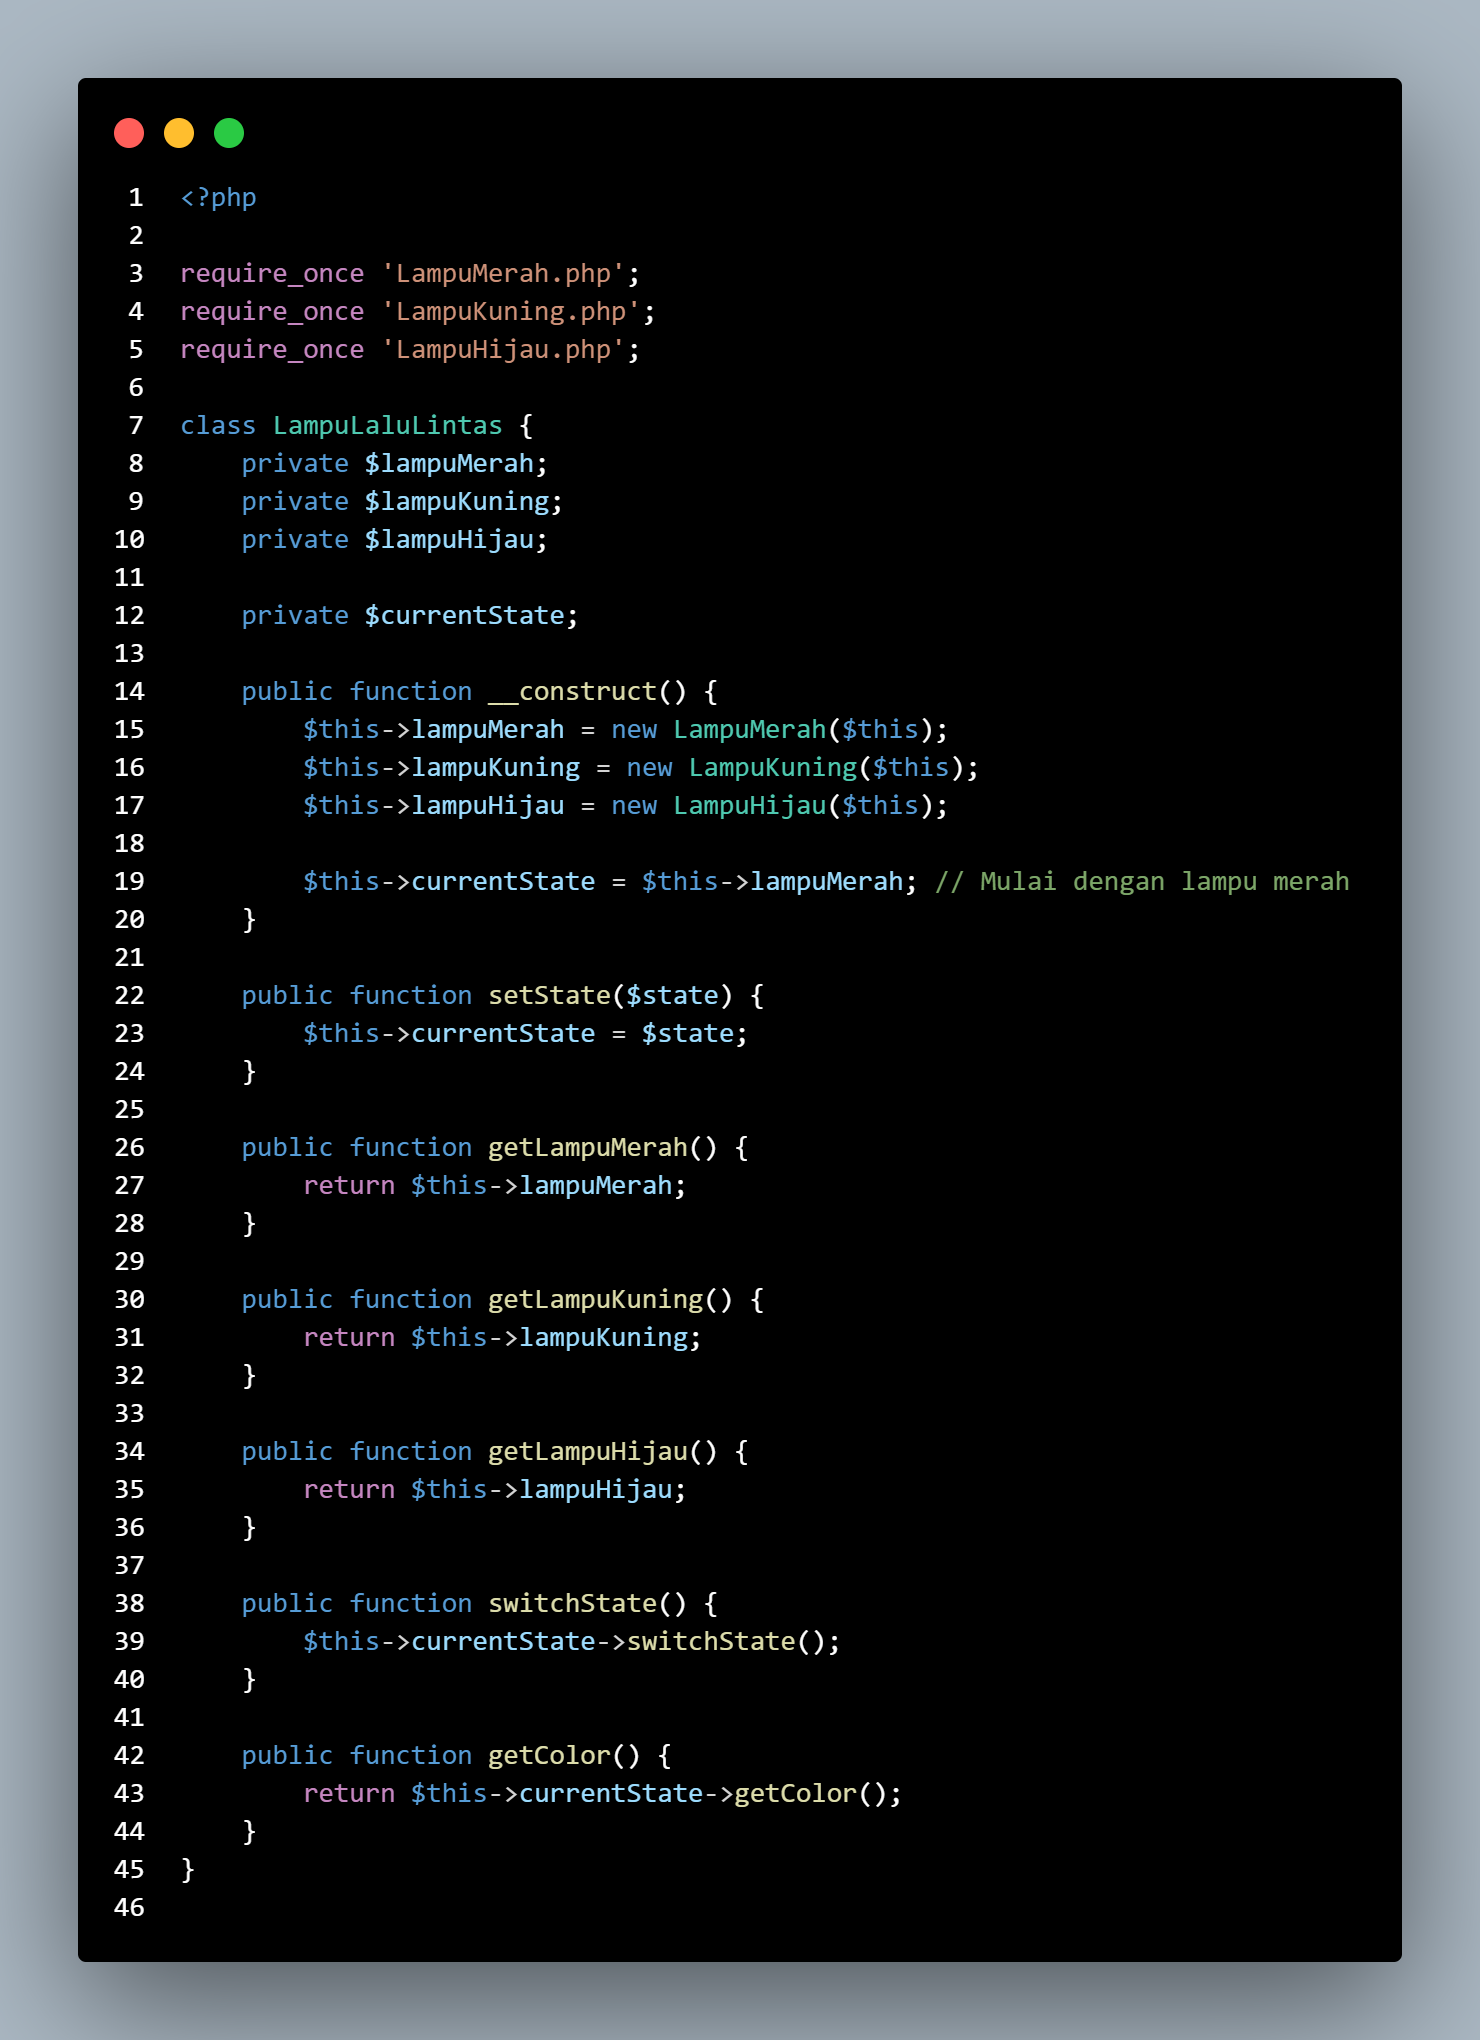 1 <?php
2
3 require_once 'LampuMerah.php';
4 require_once 'LampuKuning.php';
5 require_once 'LampuHijau.php';
6
7 class LampuLaluLintas {
8     private $lampuMerah;
9     private $lampuKuning;
10     private $lampuHijau;
11
12     private $currentState;
13
14     public function __construct() {
15         $this->lampuMerah = new LampuMerah($this);
16         $this->lampuKuning = new LampuKuning($this);
17         $this->lampuHijau = new LampuHijau($this);
18
19         $this->currentState = $this->lampuMerah; // Mulai dengan lampu merah
20     }
21
22     public function setState($state) {
23         $this->currentState = $state;
24     }
25
26     public function getLampuMerah() {
27         return $this->lampuMerah;
28     }
29
30     public function getLampuKuning() {
31         return $this->lampuKuning;
32     }
33
34     public function getLampuHijau() {
35         return $this->lampuHijau;
36     }
37
38     public function switchState() {
39         $this->currentState->switchState();
40     }
41
42     public function getColor() {
43         return $this->currentState->getColor();
44     }
45 }
46